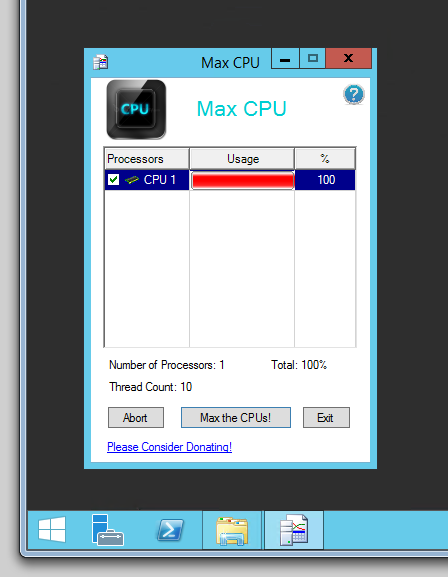 Max CPU
CPU
Max CPU
Processors Usage %
CPU 1 100
Number of Processors: 1 Total: 100%
Thread Count: 10
Abort Max the CPUs! Exit
Please Consider Donating!